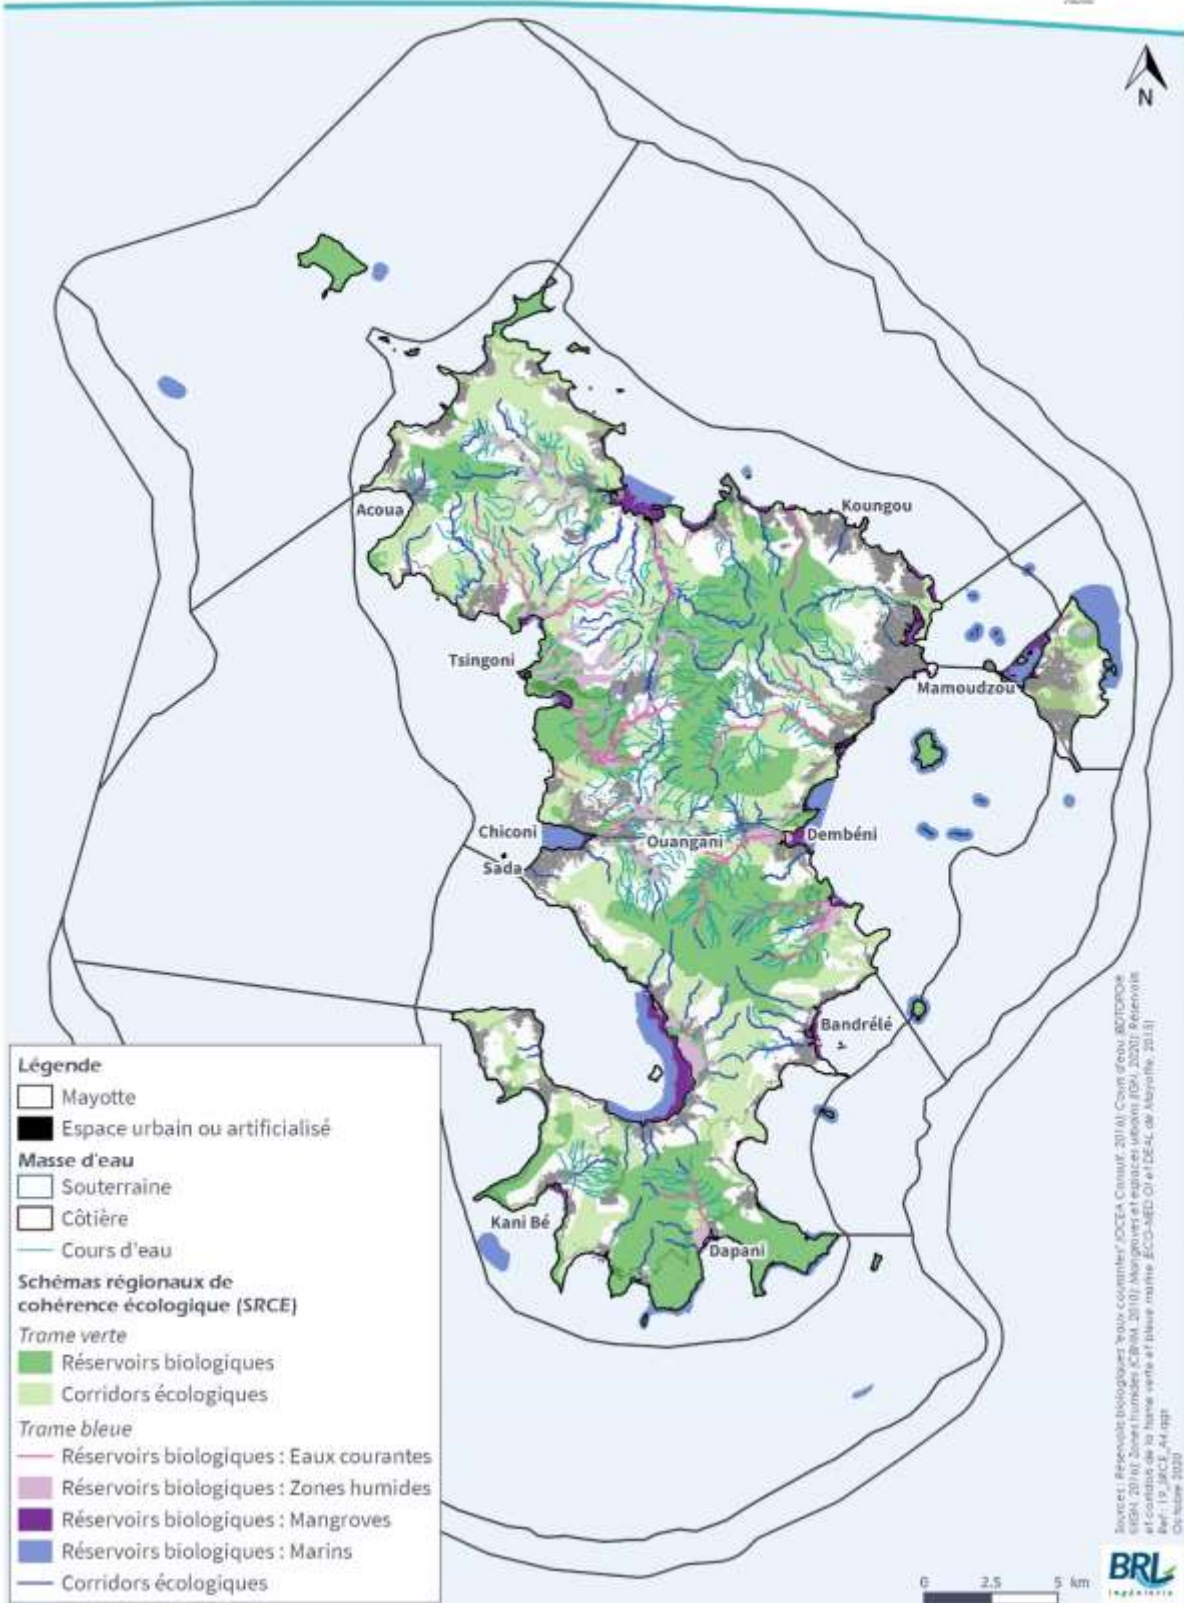 N
Acoua
Koungou
Tsingoni
Mamoudzou
Chiconi
Ouangani
Dembéni
Sada
Bandrélé
Kani Bé
Dapani
Légende
Mayotte
Espace urbain ou artificialisé
Masse d'eau
Souterraine
Côtière
Cours d'eau
Schémas régionaux de
cohérence écologique (SRCE)
Trame verte
Réservoirs biologiques
Corridors écologiques
Trame bleue
Réservoirs biologiques : Eaux courantes
Réservoirs biologiques : Zones humides
Réservoirs biologiques : Mangroves
Réservoirs biologiques : Marins
Corridors écologiques
0 2.5 5 km
BRL
Ingénierie
Octobre 2020